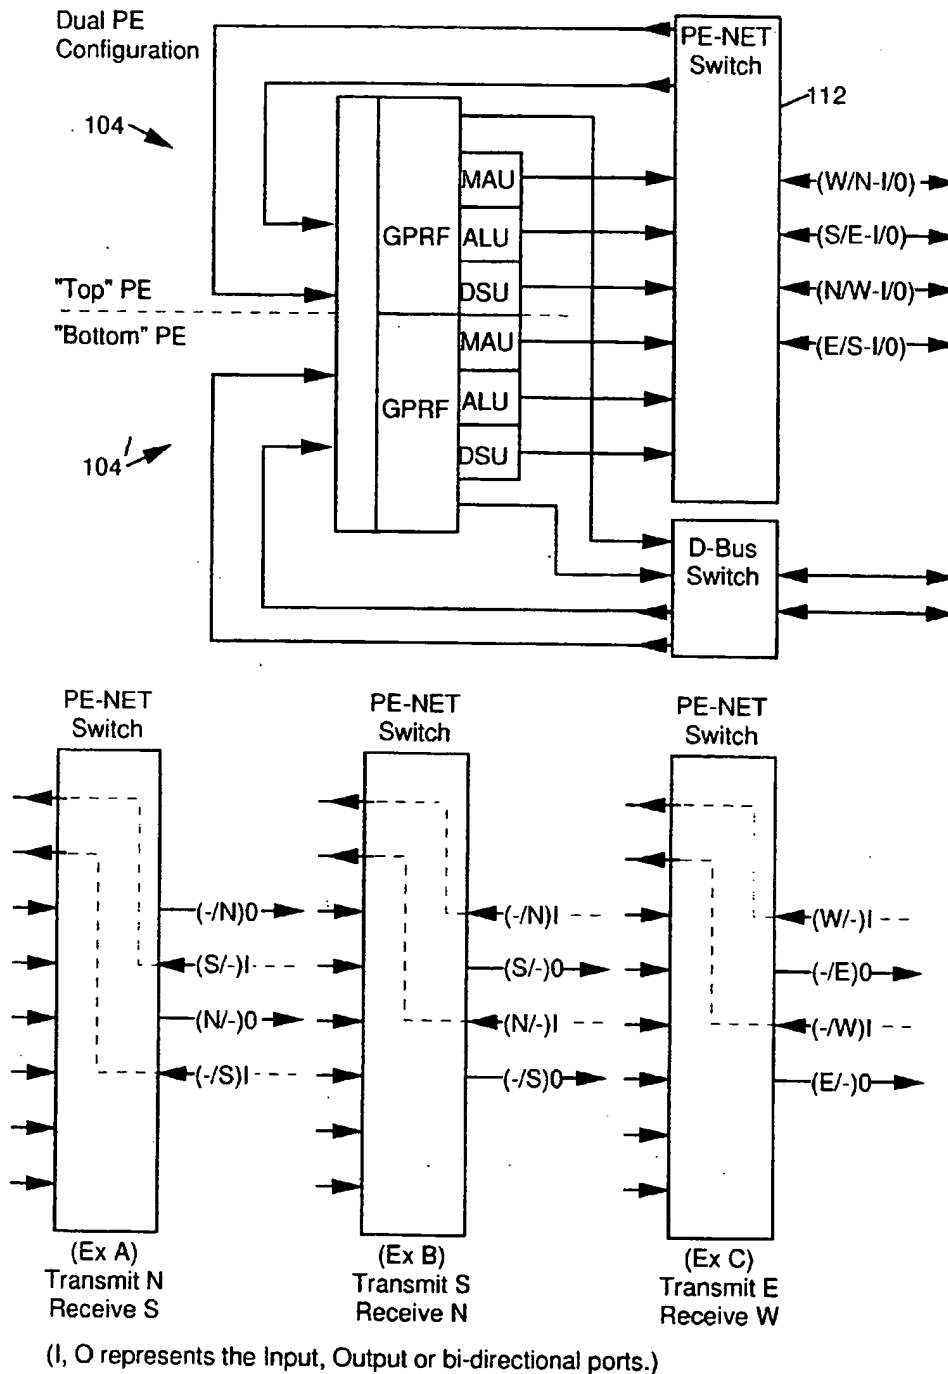 Dual PE
Configuration
PE-NET
Switch
112
104
MAU
(W/N-I/0)
GPRF
ALU
(S/E-I/0)
"Top" PE
DSU
(N/W-I/0)
"Bottom" PE
MAU
(E/S-I/0)
GPRF
ALU
104'
DSU
D-Bus
Switch
PE-NET
Switch
PE-NET
Switch
PE-NET
Switch
(-/N)0
(-/N)I
(W/-)I
(S/-)I
(S/-)0
(-/E)0
(N/-)0
(N/-)I
(-/W)I
(-/S)I
(-/S)0
(E/-)0
(Ex A)
Transmit N
Receive S
(Ex B)
Transmit S
Receive N
(Ex C)
Transmit E
Receive W
(I, O represents the Input, Output or bi-directional ports.)